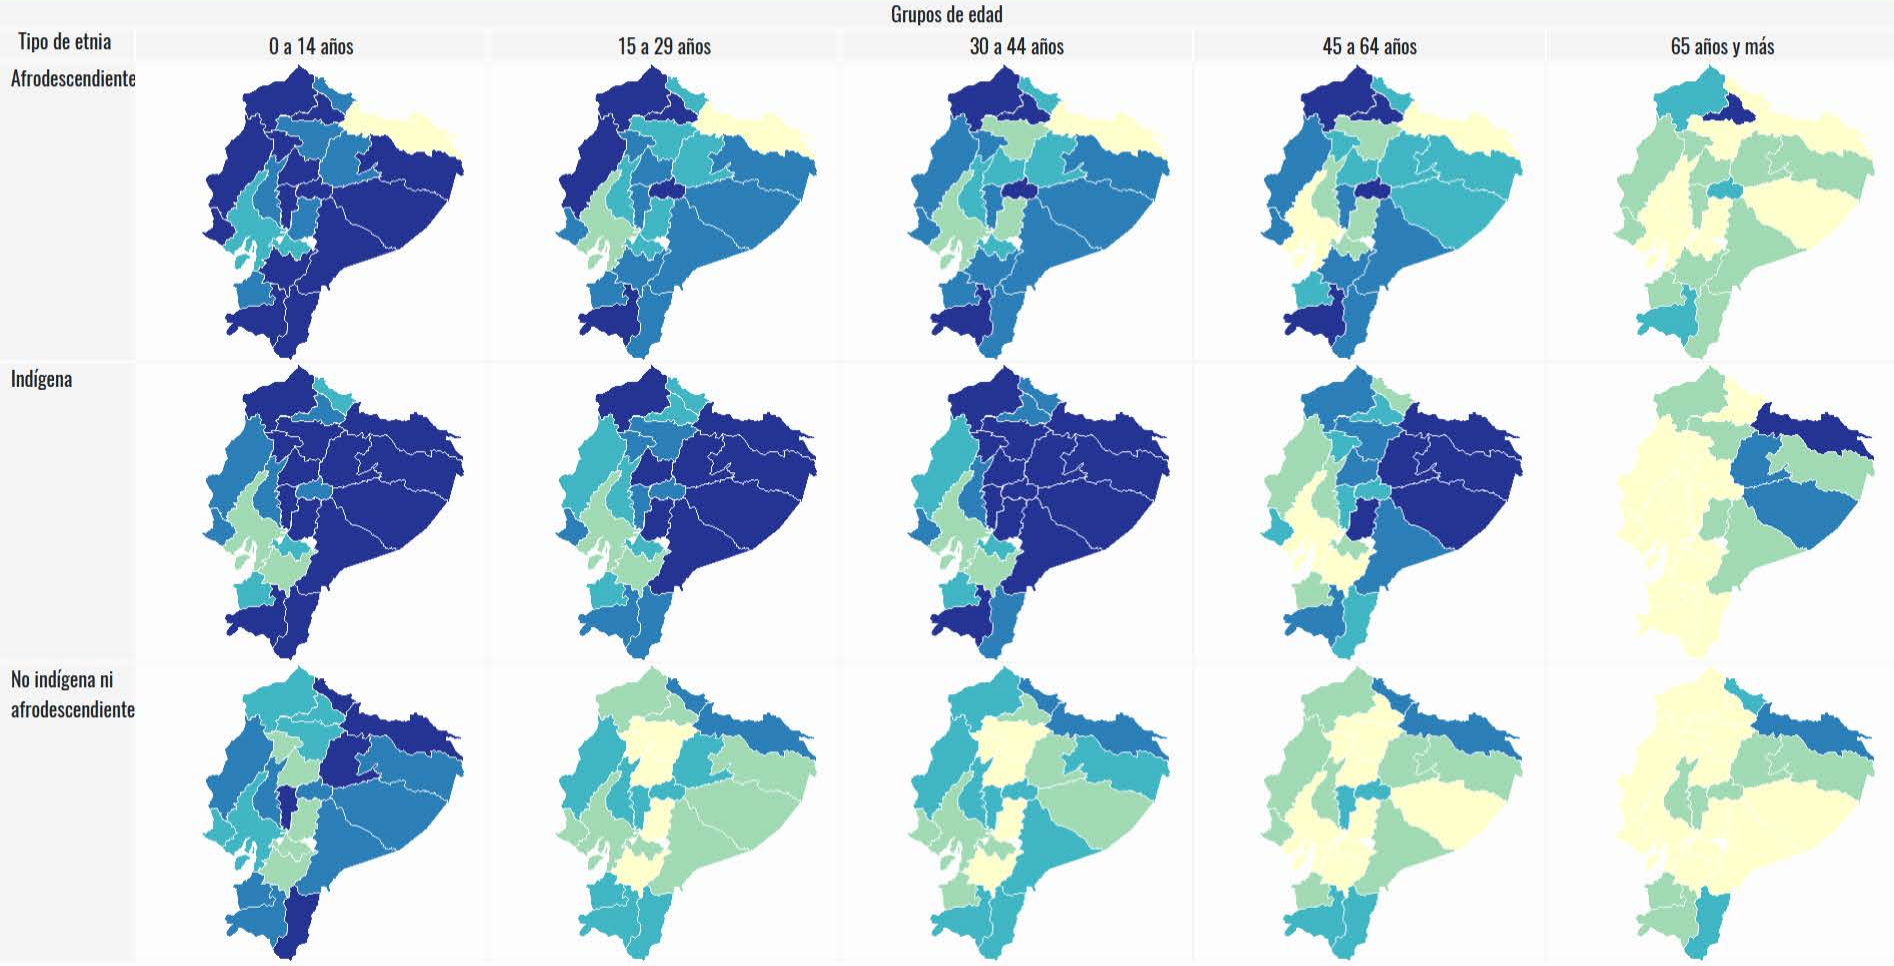 Grupos de edad
Tipo de etnia
0 a 14 años
15 a 29 años
30 a 44 años
45 a 64 años
65 años y más
Afrodescendiente
Indígena
No indígena ni
afrodescendiente